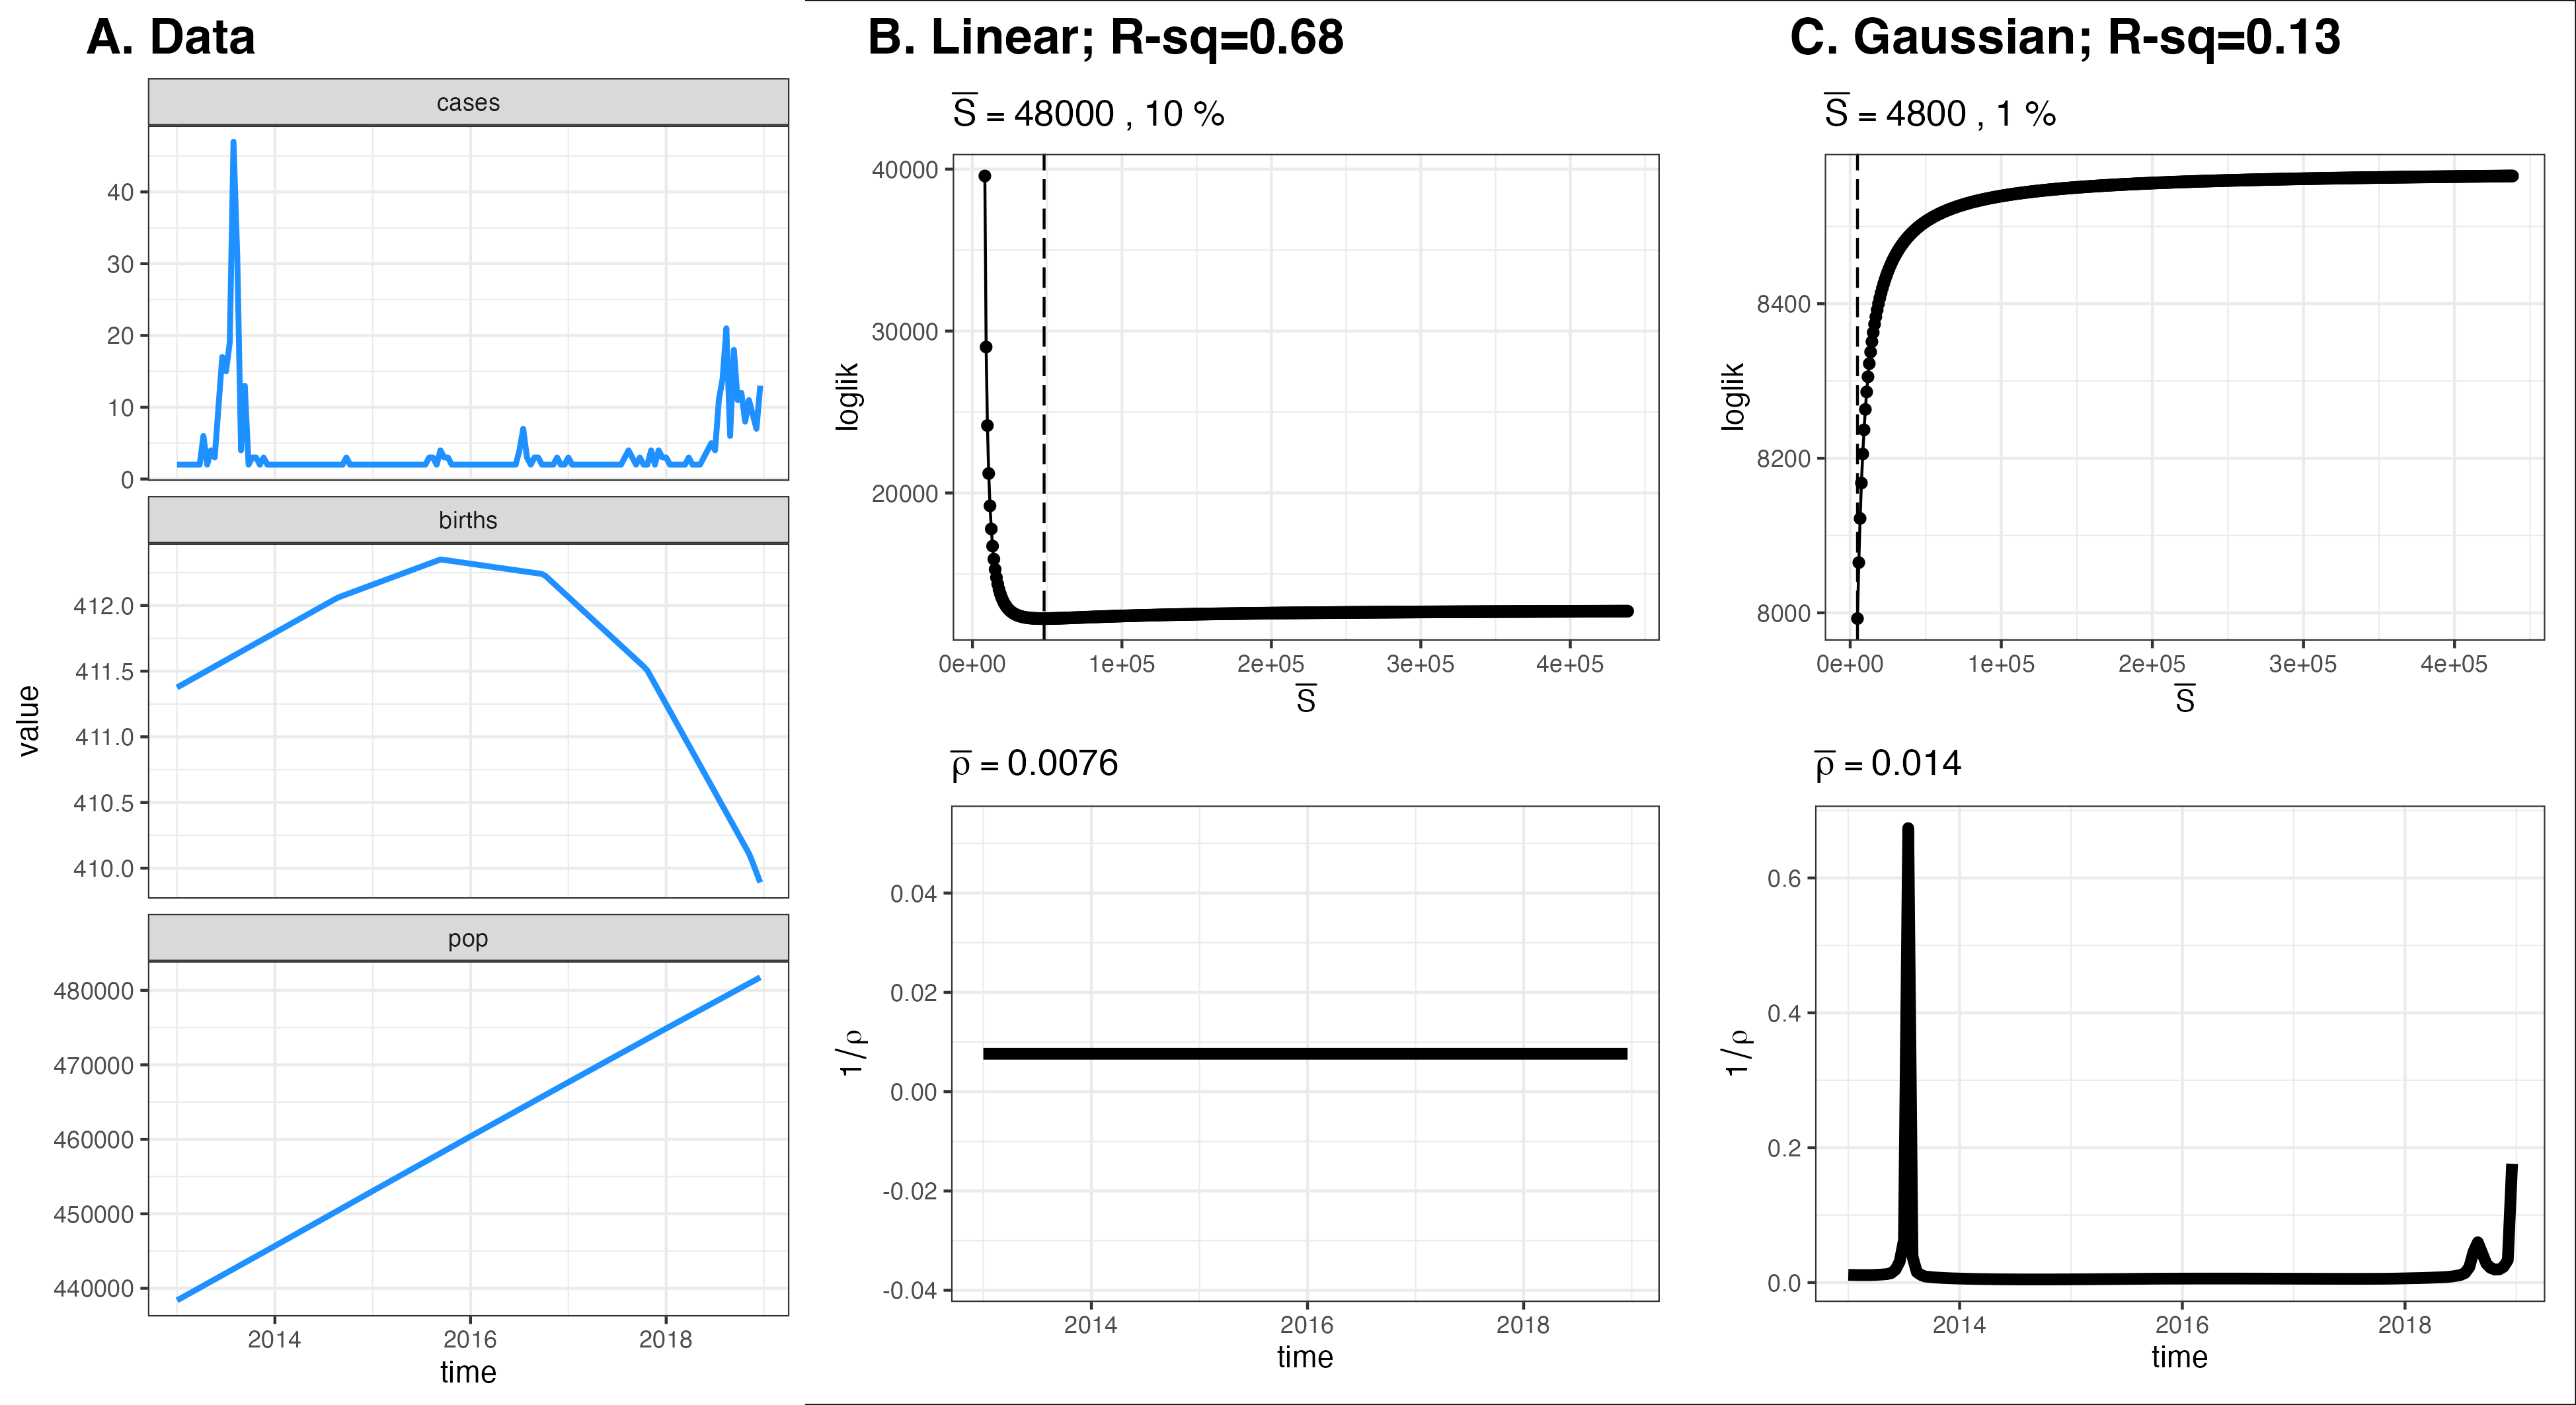 A. Data
cases
40
30
20
10
0
births
412.0
411.5
411.0
410.5
410.0
pop
480000
470000
460000
450000
440000
2014 2016 2018
time
value
B. Linear; R-sq=0.68
S̅ = 48000 , 10 %
40000
30000
20000
loglik
0e+00 1e+05 2e+05 3e+05 4e+05
S̅
ρ̅ = 0.0076
0.04
0.02
0.00
-0.02
-0.04
1/ρ
2014 2016 2018
time
C. Gaussian; R-sq=0.13
S̅ = 4800 , 1 %
8400
8200
8000
loglik
0e+00 1e+05 2e+05 3e+05 4e+05
S̅
ρ̅ = 0.014
0.6
0.4
0.2
0.0
1/ρ
2014 2016 2018
time